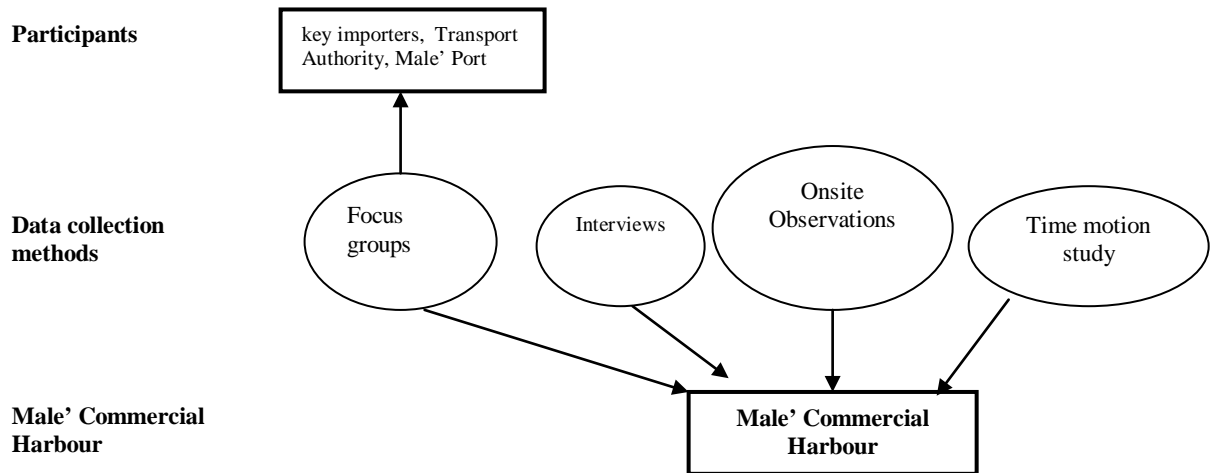 Participants
key importers, Transport
Authority, Male’ Port
Data collection
methods
Focus
groups
Interviews
Onsite
Observations
Time motion
study
Male’ Commercial
Harbour
Male’ Commercial
Harbour